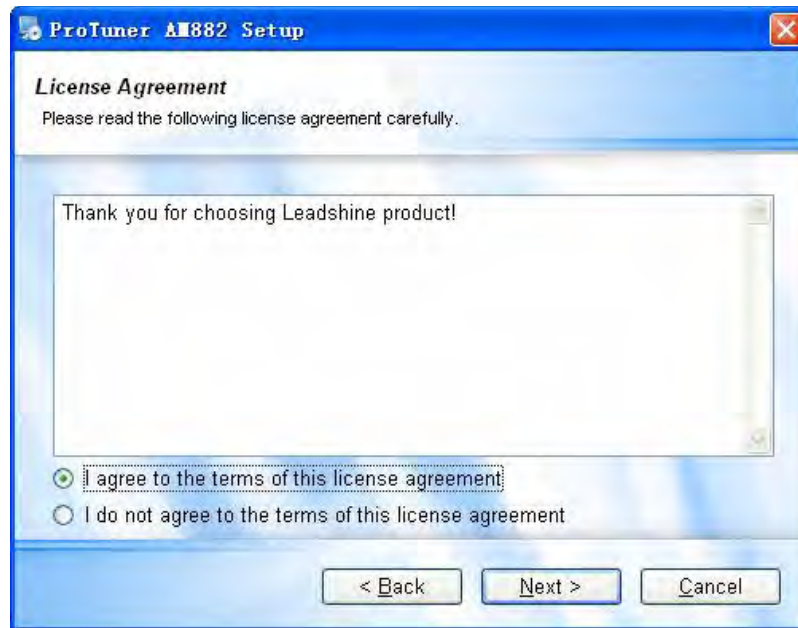 ProTuner AM882 Setup
License Agreement
Please read the following license agreement carefully.
Thank you for choosing Leadshine product!
I agree to the terms of this license agreement
I do not agree to the terms of this license agreement
< Back Next > Cancel